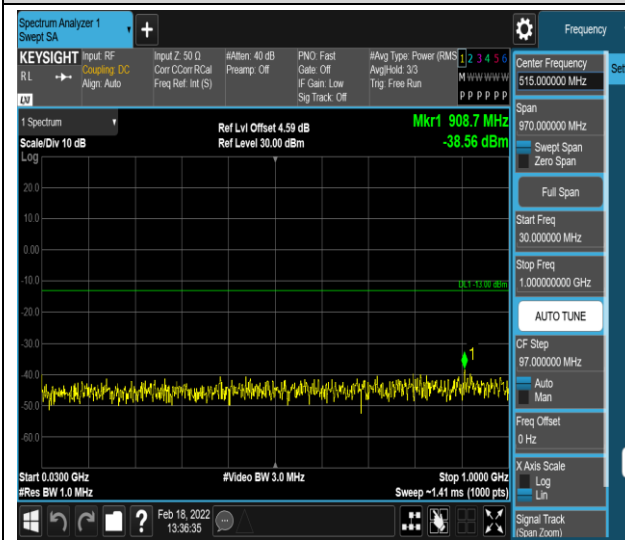 Spectrum Analyzer 1
Swept SA
+
Frequency
KEYSIGHT
RL
LXI
Input: RF
Coupling: DC
Align: Auto
Input Z: 50 Ω
Corr CCorr RCal
Freq Ref: Int (S)
#Atten: 40 dB
Preamp: Off
PNO: Fast
Gate: Off
IF Gain: Low
Sig Track: Off
#Avg Type: Power (RMS
Avg|Hold: 3/3
Trig: Free Run
1 2 3 4 5 6
M W W W W W
P P P P P P
1 Spectrum
Scale/Div 10 dB
Ref Lvl Offset 4.59 dB
Ref Level 30.00 dBm
Mkr1 908.7 MHz
-38.56 dBm
Log
20.0
10.0
0.00
-10.0
DL1 -13.00 dBm
-20.0
-30.0
1
-40.0
-50.0
-60.0
Start 0.0300 GHz
#Res BW 1.0 MHz
#Video BW 3.0 MHz
Stop 1.0000 GHz
Sweep ~1.41 ms (1000 pts)
?
Feb 18, 2022
13:36:35
Center Frequency
515.000000 MHz
Set
Span
970.000000 MHz
Swept Span
Zero Span
Full Span
Start Freq
30.000000 MHz
Stop Freq
1.000000000 GHz
AUTO TUNE
CF Step
97.000000 MHz
Auto
Man
Freq Offset
0 Hz
X Axis Scale
Log
Lin
Signal Track
(Span Zoom)